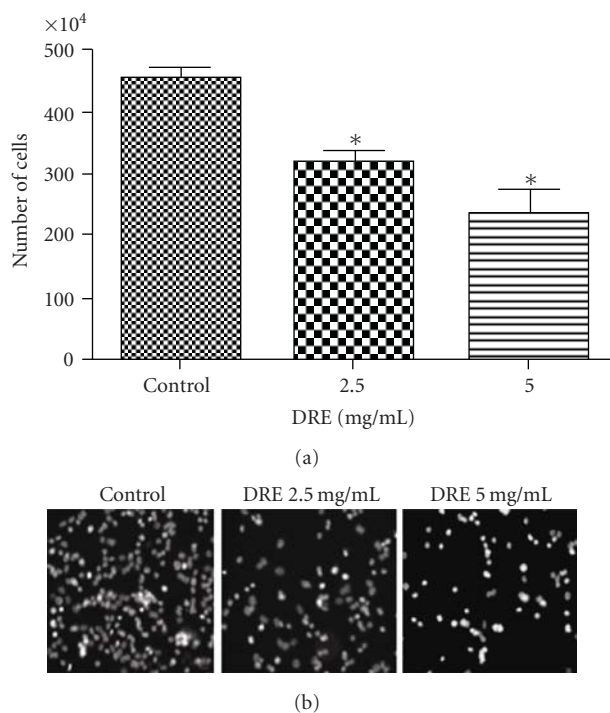 ×10⁴
500
400
300
200
100
0
Number of cells
*
*
Control 2.5 5
DRE (mg/mL)
(a)
Control DRE 2.5 mg/mL DRE 5 mg/mL
(b)